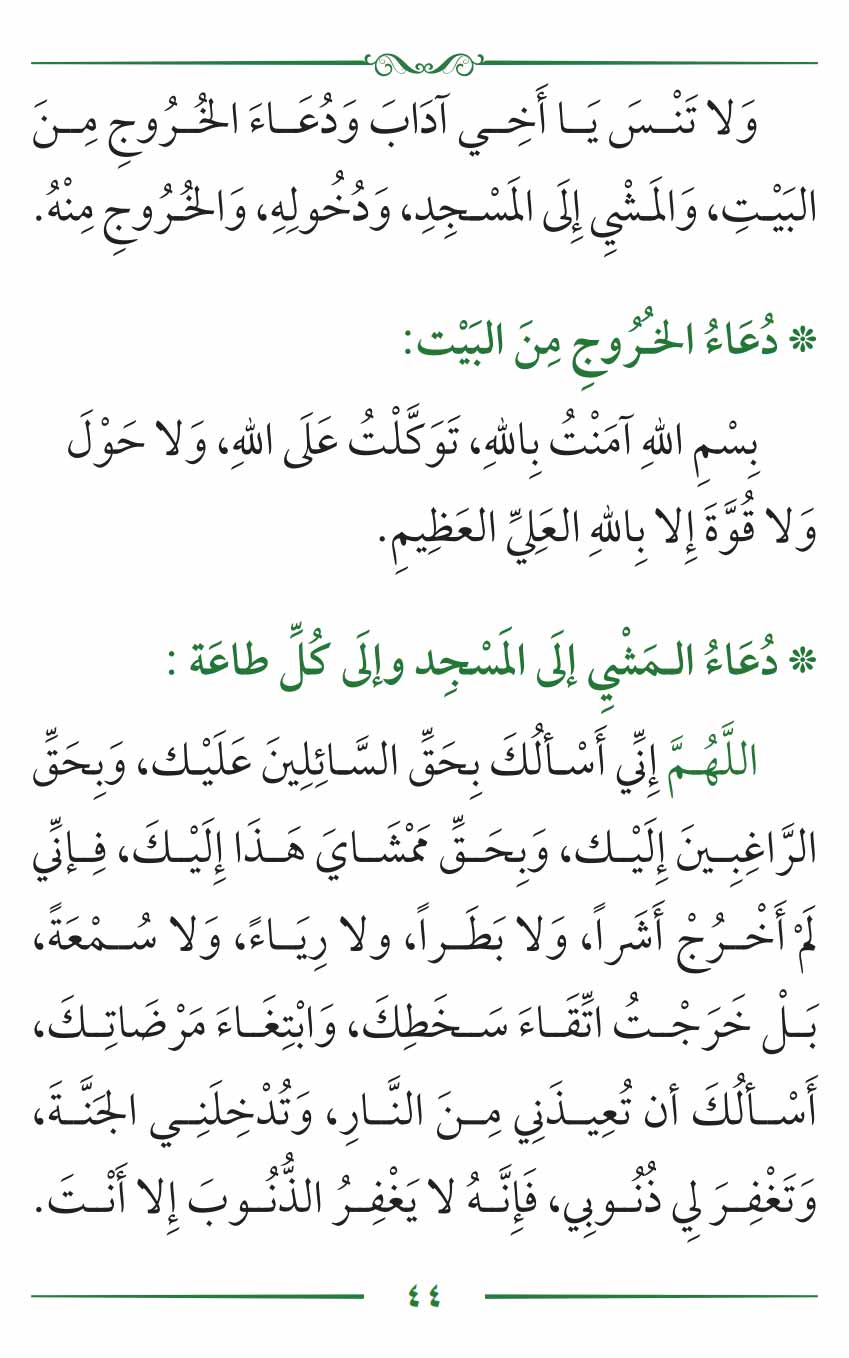 وَلا تَنْسَ يَا أَخِي آدَابَ وَدُعَاءَ الخُرُوجِ مِنَ
البَيْتِ، وَالمَشْيِ إِلَى المَسْجِدِ، وَدُخُولِهِ، وَالخُرُوجِ مِنْهُ.
❊ دُعَاءُ الخُرُوجِ مِنَ البَيْت:
بِسْمِ اللهِ آمَنْتُ بِاللهِ، تَوَكَّلْتُ عَلَى اللهِ، وَلا حَوْلَ
وَلا قُوَّةَ إِلا بِاللهِ العَلِيِّ العَظِيمِ.
❊ دُعَاءُ المَشْيِ إلَى المَسْجِد وإلَى كُلِّ طاعَة :
اللَّهُمَّ إِنِّي أَسْأَلُكَ بِحَقِّ السَّائِلِينَ عَلَيْك، وَبِحَقِّ
الرَّاغِبِينَ إِلَيْك، وَبِحَقِّ مَمْشَايَ هَذَا إِلَيْكَ، فِإنِّي
لَمْ أَخْرُجْ أَشَراً، وَلا بَطَراً، ولا رِيَاءً، وَلا سُمْعَةً،
بَلْ خَرَجْتُ اتِّقَاءَ سَخَطِكَ، وَابْتِغَاءَ مَرْضَاتِكَ،
أَسْأَلُكَ أن تُعِيذَنِي مِنَ النَّارِ، وَتُدْخِلَنِي الجَنَّةَ،
وَتَغْفِرَ لِي ذُنُوبِي، فَإِنَّهُ لا يَغْفِرُ الذُّنُوبَ إِلا أَنْتَ.
٤٤